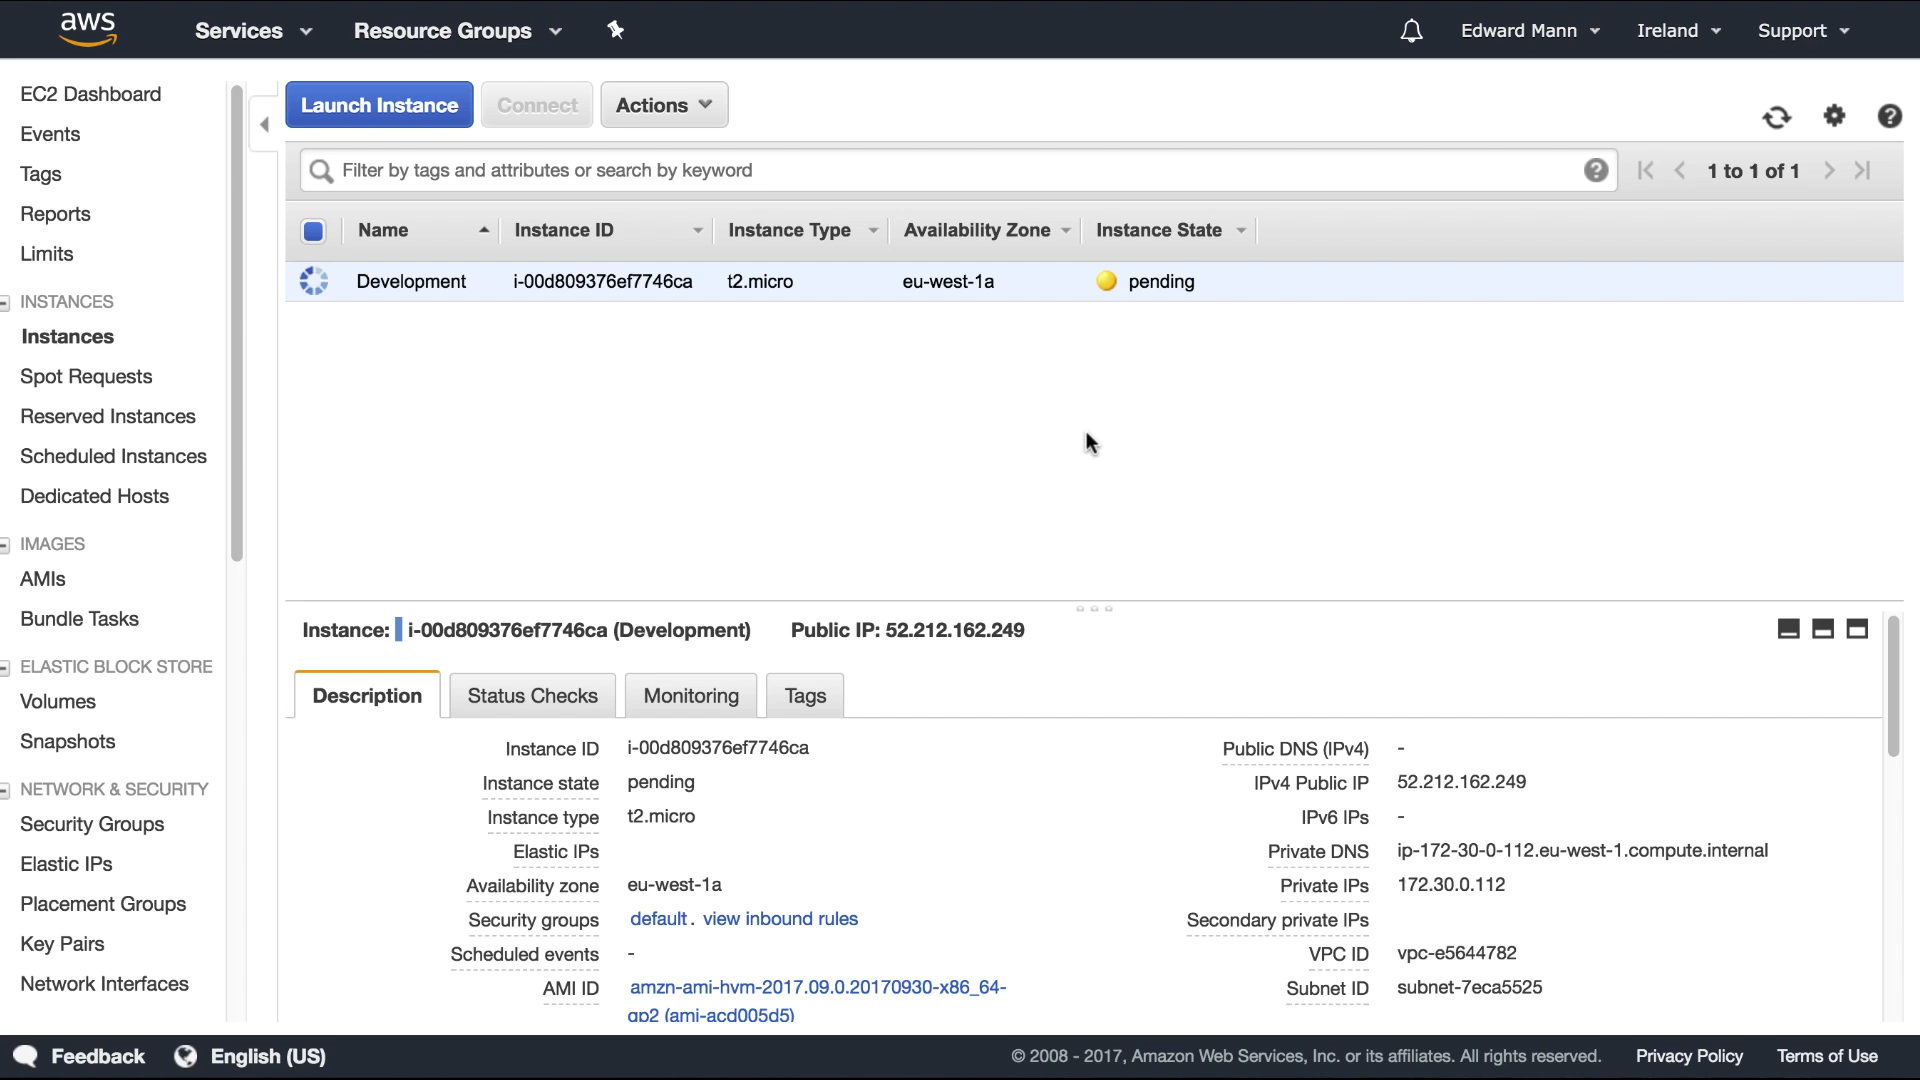 aws Services Resource Groups Edward Mann Ireland Support
EC2 Dashboard
Events
Tags
Reports
Limits
INSTANCES
Instances
Spot Requests
Reserved Instances
Scheduled Instances
Dedicated Hosts
IMAGES
AMIs
Bundle Tasks
ELASTIC BLOCK STORE
Volumes
Snapshots
NETWORK & SECURITY
Security Groups
Elastic IPs
Placement Groups
Key Pairs
Network Interfaces
Launch Instance Connect Actions
Filter by tags and attributes or search by keyword 1 to 1 of 1
Name Instance ID Instance Type Availability Zone Instance State
Development i-00d809376ef7746ca t2.micro eu-west-1a pending
Instance: i-00d809376ef7746ca (Development) Public IP: 52.212.162.249
Description Status Checks Monitoring Tags
Instance ID i-00d809376ef7746ca
Instance state pending
Instance type t2.micro
Elastic IPs
Availability zone eu-west-1a
Security groups default. view inbound rules
Scheduled events -
AMI ID amzn-ami-hvm-2017.09.0.20170930-x86_64-
gp2 (ami-acd005d5)
Public DNS (IPv4) -
IPv4 Public IP 52.212.162.249
IPv6 IPs -
Private DNS ip-172-30-0-112.eu-west-1.compute.internal
Private IPs 172.30.0.112
Secondary private IPs
VPC ID vpc-e5644782
Subnet ID subnet-7eca5525
Feedback English (US) © 2008 - 2017, Amazon Web Services, Inc. or its affiliates. All rights reserved. Privacy Policy Terms of Use